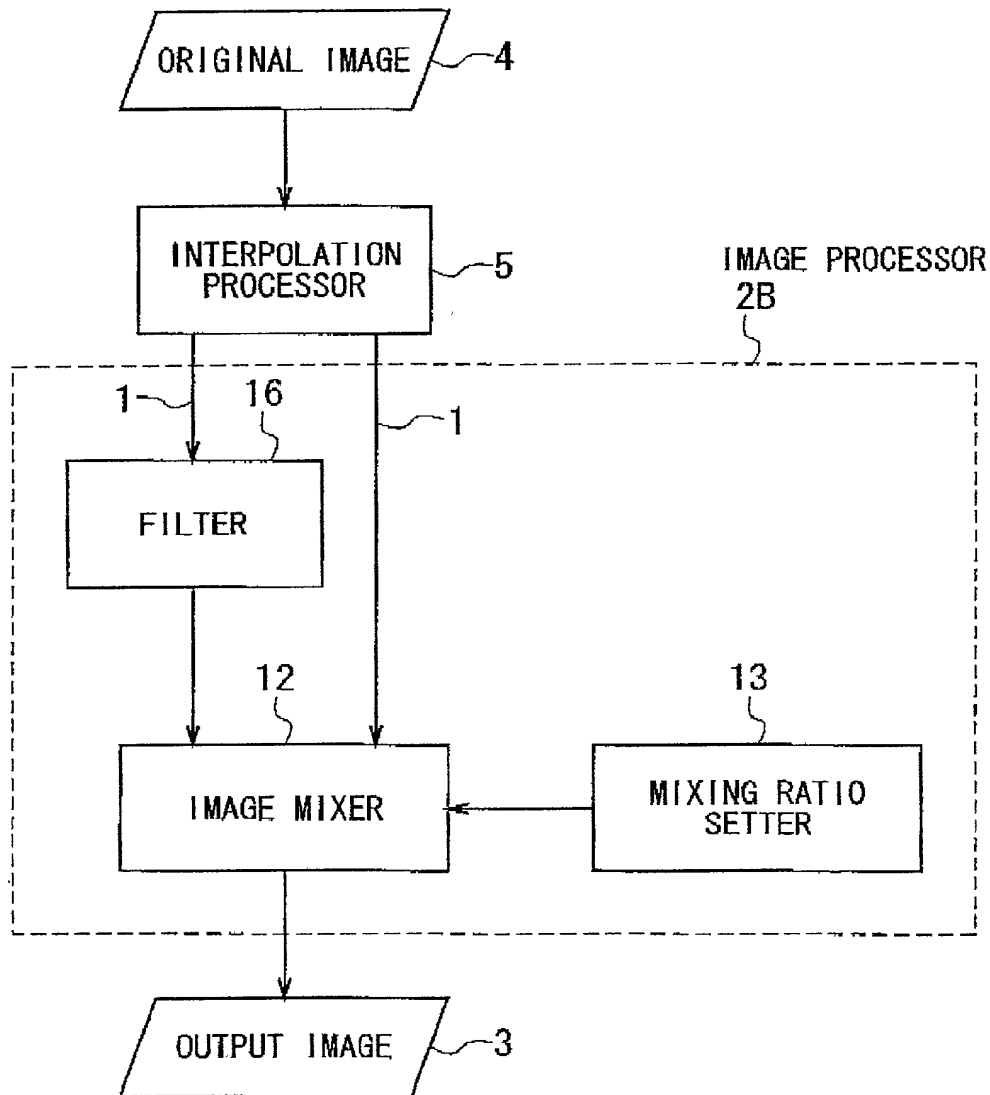 ORIGINAL IMAGE
4
INTERPOLATION
PROCESSOR
5
IMAGE PROCESSOR
2B
1
16
1
FILTER
12
13
IMAGE MIXER
MIXING RATIO
SETTER
OUTPUT IMAGE
3